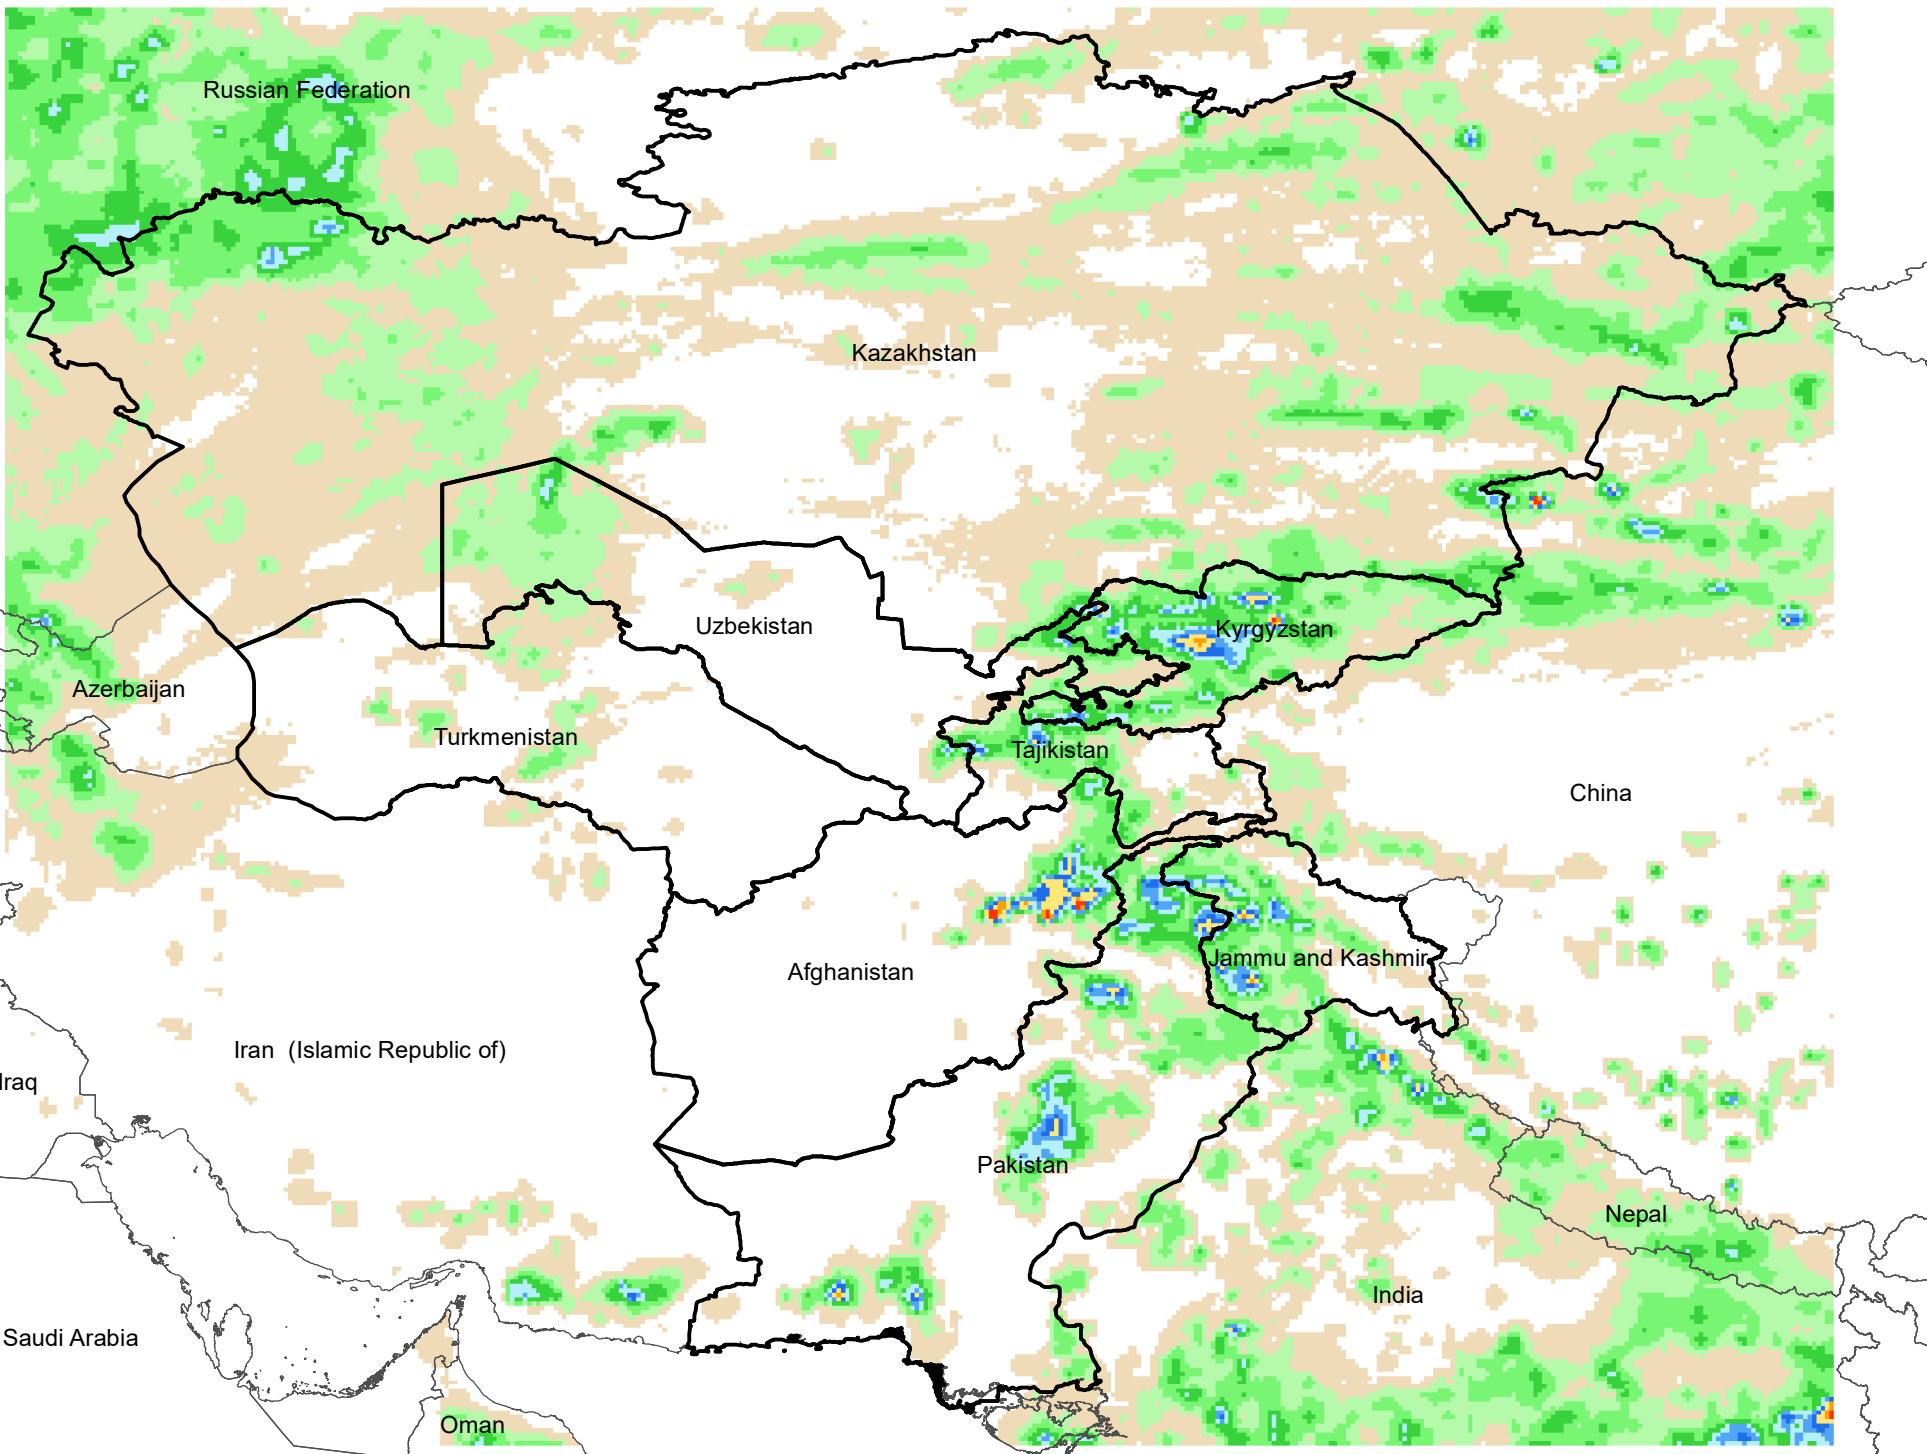 Russian Federation
Kazakhstan
Uzbekistan
Kyrgyzstan
Azerbaijan
Turkmenistan
Tajikistan
China
Jammu and Kashmir
Afghanistan
Iran (Islamic Republic of)
Iraq
Pakistan
Nepal
India
Saudi Arabia
Oman